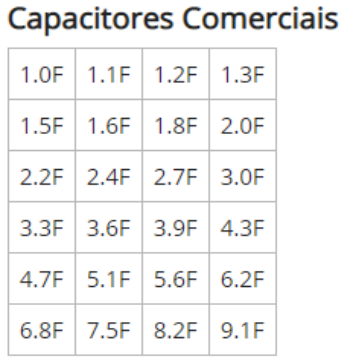 Capacitores Comerciais
1.0F 1.1F 1.2F 1.3F
1.5F 1.6F 1.8F 2.0F
2.2F 2.4F 2.7F 3.0F
3.3F 3.6F 3.9F 4.3F
4.7F 5.1F 5.6F 6.2F
6.8F 7.5F 8.2F 9.1F